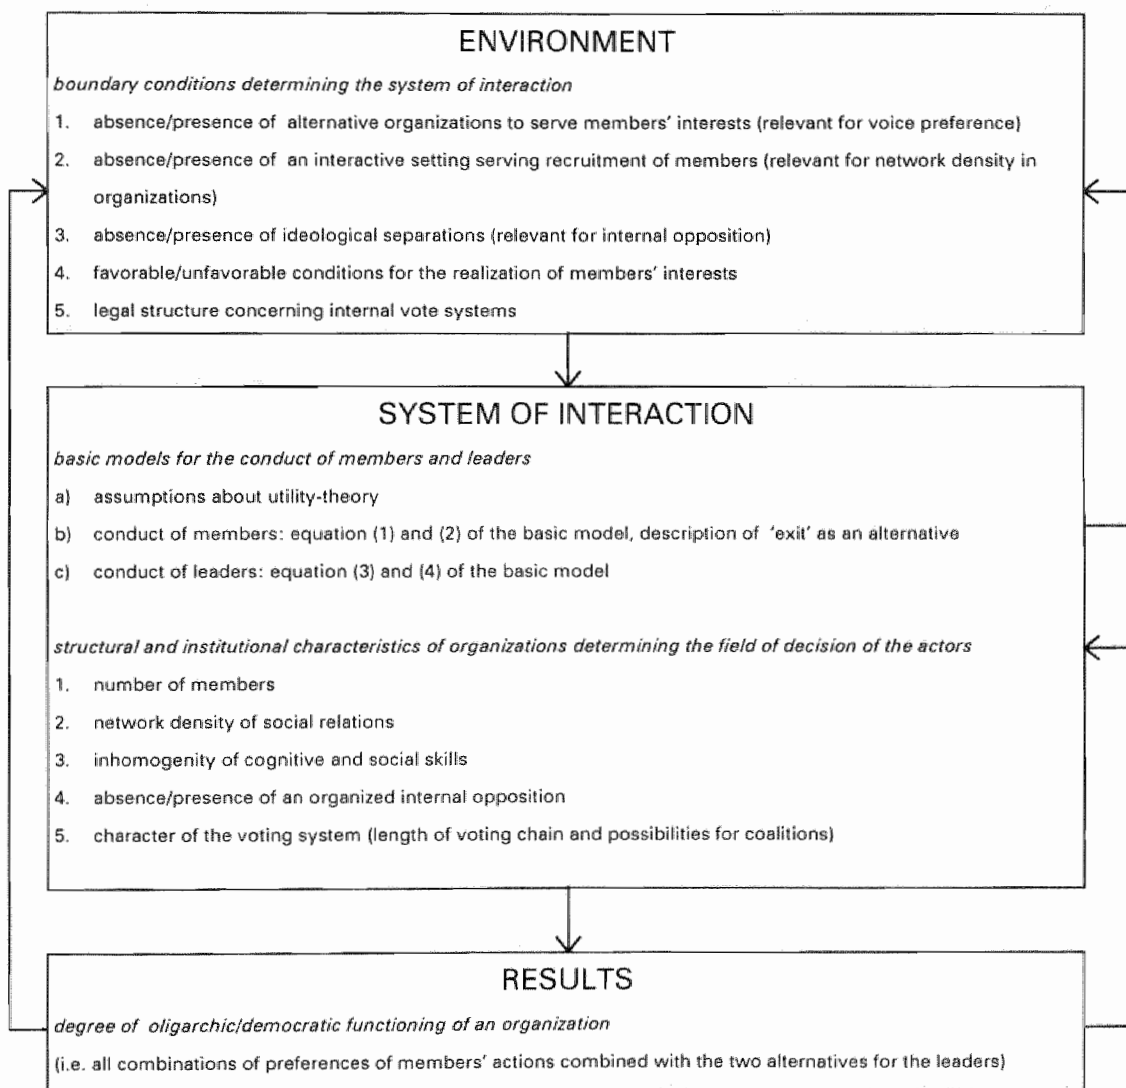 ENVIRONMENT
boundary conditions determining the system of interaction
1. absence/presence of alternative organizations to serve members' interests (relevant for voice preference)
2. absence/presence of an interactive setting serving recruitment of members (relevant for network density in
organizations)
3. absence/presence of ideological separations (relevant for internal opposition)
4. favorable/unfavorable conditions for the realization of members' interests
5. legal structure concerning internal vote systems
SYSTEM OF INTERACTION
basic models for the conduct of members and leaders
a) assumptions about utility-theory
b) conduct of members: equation (1) and (2) of the basic model, description of 'exit' as an alternative
c) conduct of leaders: equation (3) and (4) of the basic model
structural and institutional characteristics of organizations determining the field of decision of the actors
1. number of members
2. network density of social relations
3. inhomogenity of cognitive and social skills
4. absence/presence of an organized internal opposition
5. character of the voting system (length of voting chain and possibilities for coalitions)
RESULTS
degree of oligarchic/democratic functioning of an organization
(i.e. all combinations of preferences of members' actions combined with the two alternatives for the leaders)